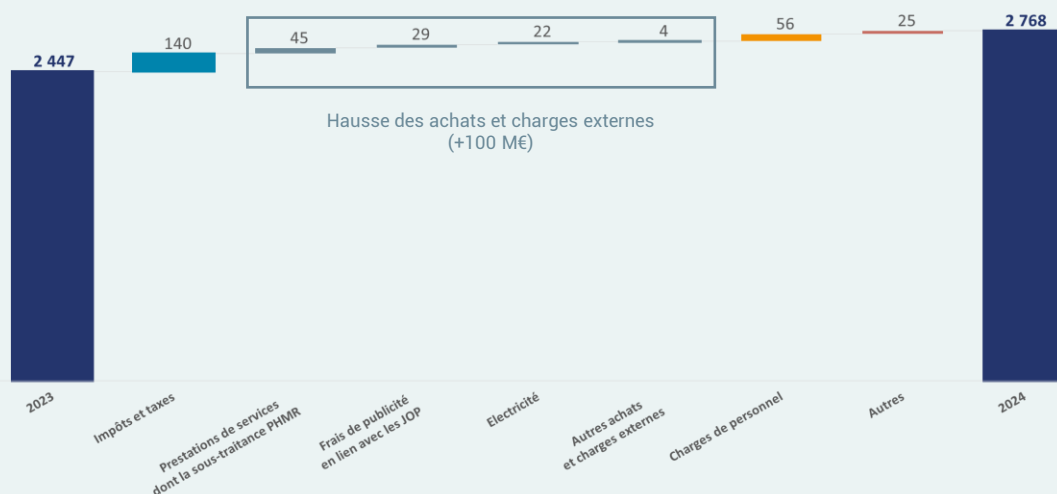 2 447
140
45
29
22
4
56
25
2 768
Hausse des achats et charges externes
(+100 M€)
2023
Impôts et taxes
Prestations de services
dont la sous-traitance PHMR
Frais de publicité
en lien avec les JOP
Electricité
Autres achats
et charges externes
Charges de personnel
Autres
2024